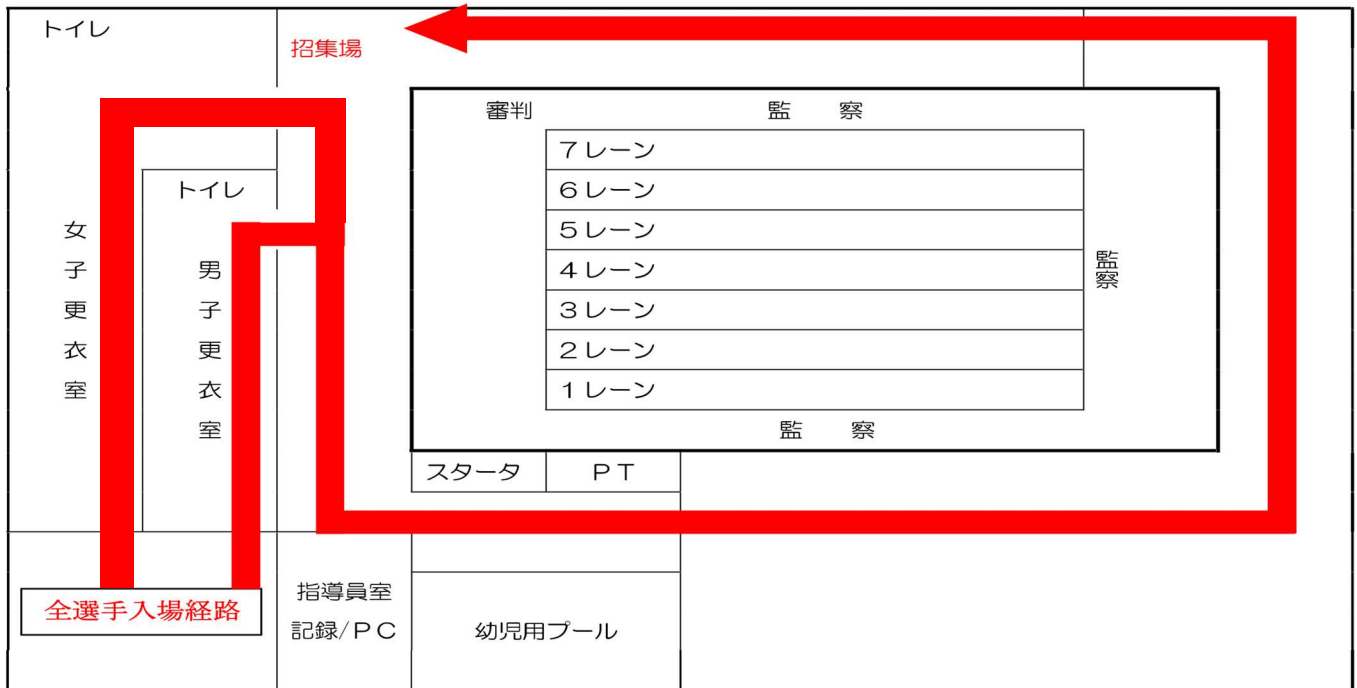 トイレ
招集場
審判
監　察
７レーン
トイレ
６レーン
５レーン
４レーン
３レーン
２レーン
１レーン
女子更衣室
男子更衣室
監察
監　察
スタータ
ＰＴ
全選手入場経路
指導員室
記録/ＰＣ
幼児用プール